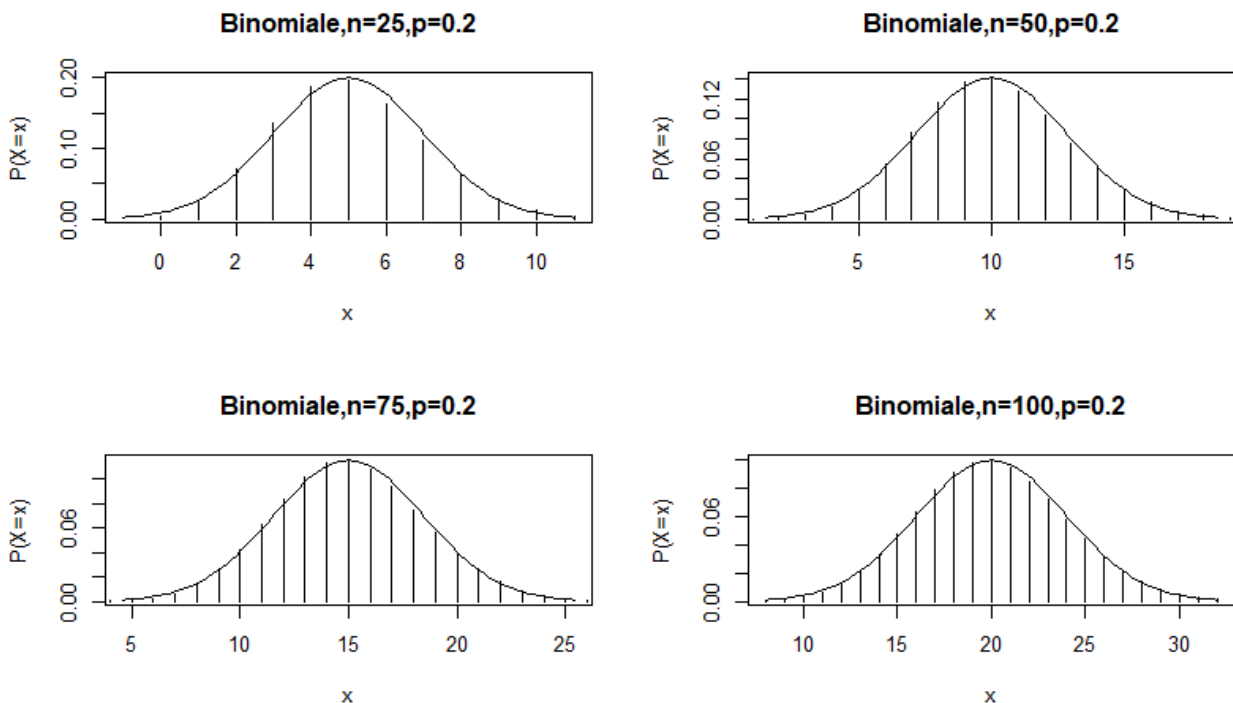 Binomiale,n=25,p=0.2
P(X=x)
0.20
0.10
0.00
0 2 4 6 8 10
x
Binomiale,n=50,p=0.2
P(X=x)
0.12
0.06
0.00
5 10 15
x
Binomiale,n=75,p=0.2
P(X=x)
0.06
0.00
5 10 15 20 25
x
Binomiale,n=100,p=0.2
P(X=x)
0.06
0.00
10 15 20 25 30
x